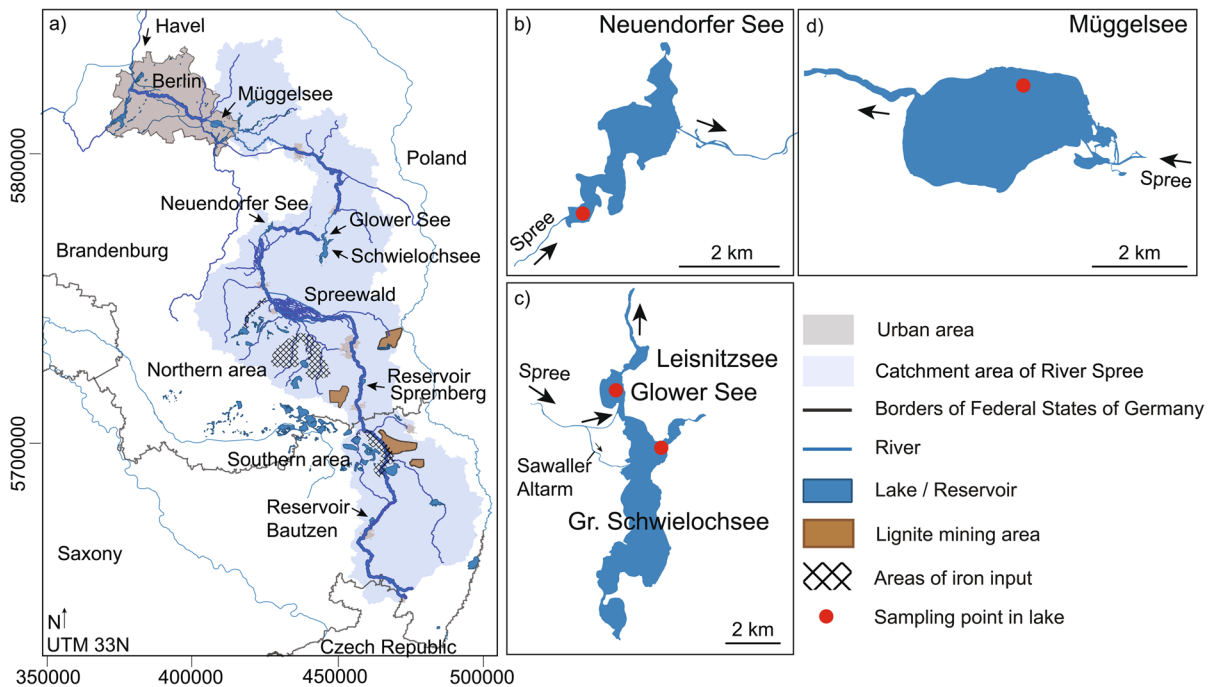 a)
Havel
Berlin
Müggelsee
Poland
Neuendorfer See
Glower See
Schwielochsee
Brandenburg
Spreewald
Northern area
Reservoir
Spremberg
Southern area
Reservoir
Bautzen
Saxony
N
UTM 33N
Czech Republic
5800000
5700000
350000
400000
450000
500000
b)
Neuendorfer See
Spree
2 km
c)
Leisnitzsee
Spree
Glower See
Sawaller
Altarm
Gr. Schwielochsee
2 km
d)
Müggelsee
Spree
2 km
Urban area
Catchment area of River Spree
Borders of Federal States of Germany
River
Lake / Reservoir
Lignite mining area
Areas of iron input
Sampling point in lake